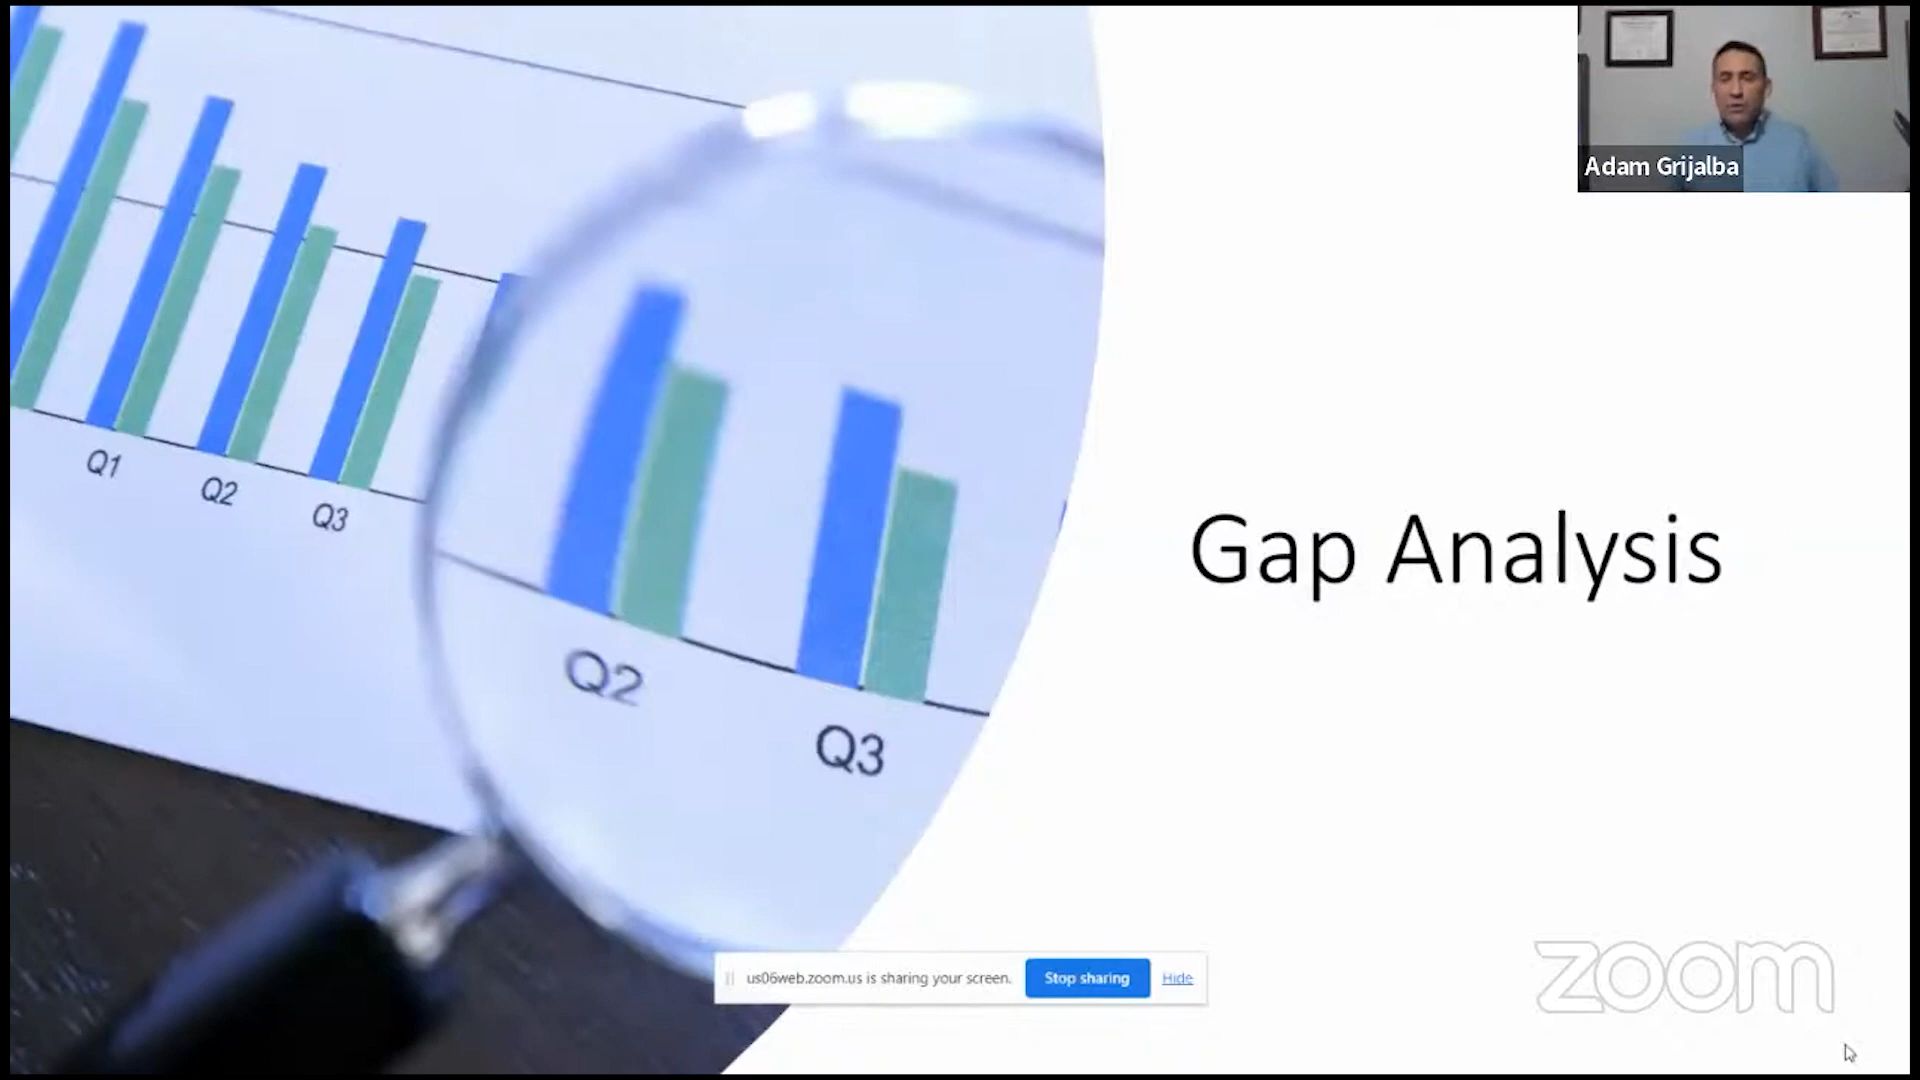 Adam Grijalba
Q1
Q2
Q3
Q2
Q3
Gap Analysis
us06web.zoom.us is sharing your screen.
Stop sharing
Hide
zoom